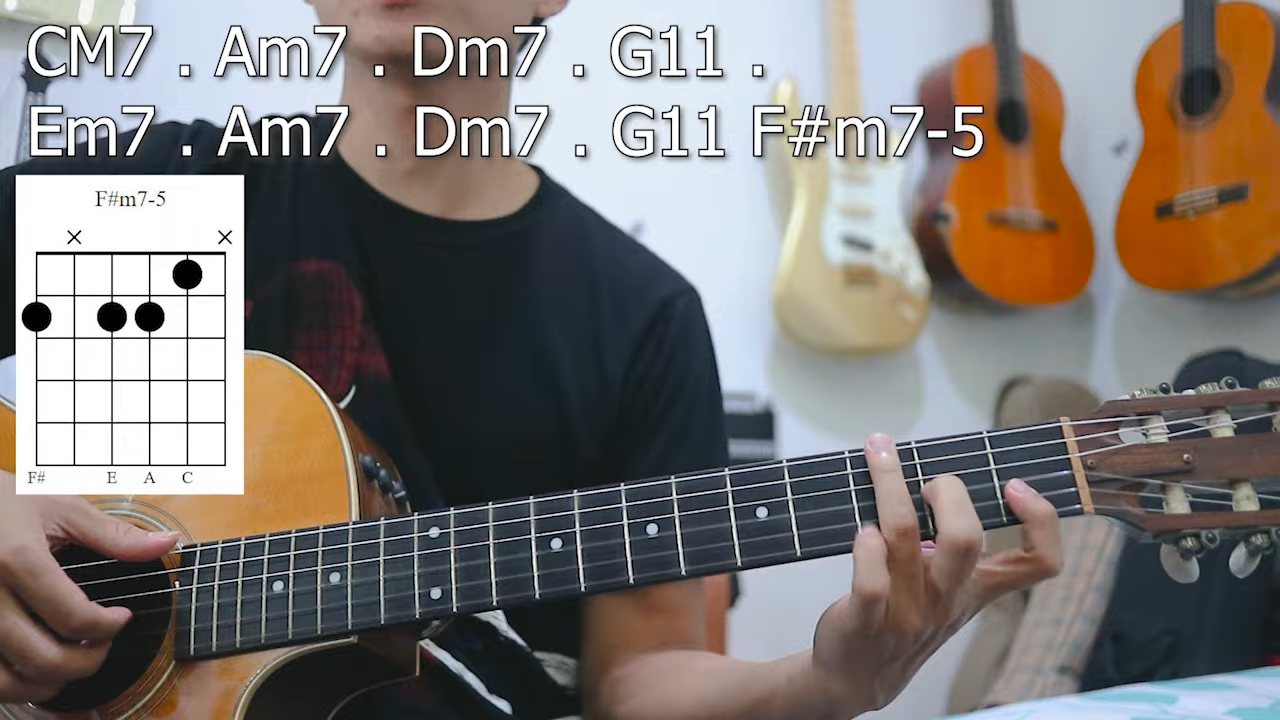 CM7 . Am7 . Dm7 . G11 .
Em7 . Am7 . Dm7 . G11 F#m7-5
F#m7-5
× ×
F# E A C